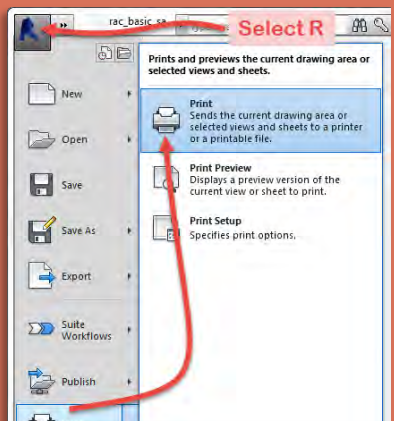 rac_basic_sa
Select R
Prints and previews the current drawing area or
selected views and sheets.
New
Print
Sends the current drawing area or
selected views and sheets to a printer
or a printable file.
Open
Print Preview
Displays a preview version of the
current view or sheet to print.
Save
Print Setup
Specifies print options.
Save As
Export
Suite
Workflows
Publish